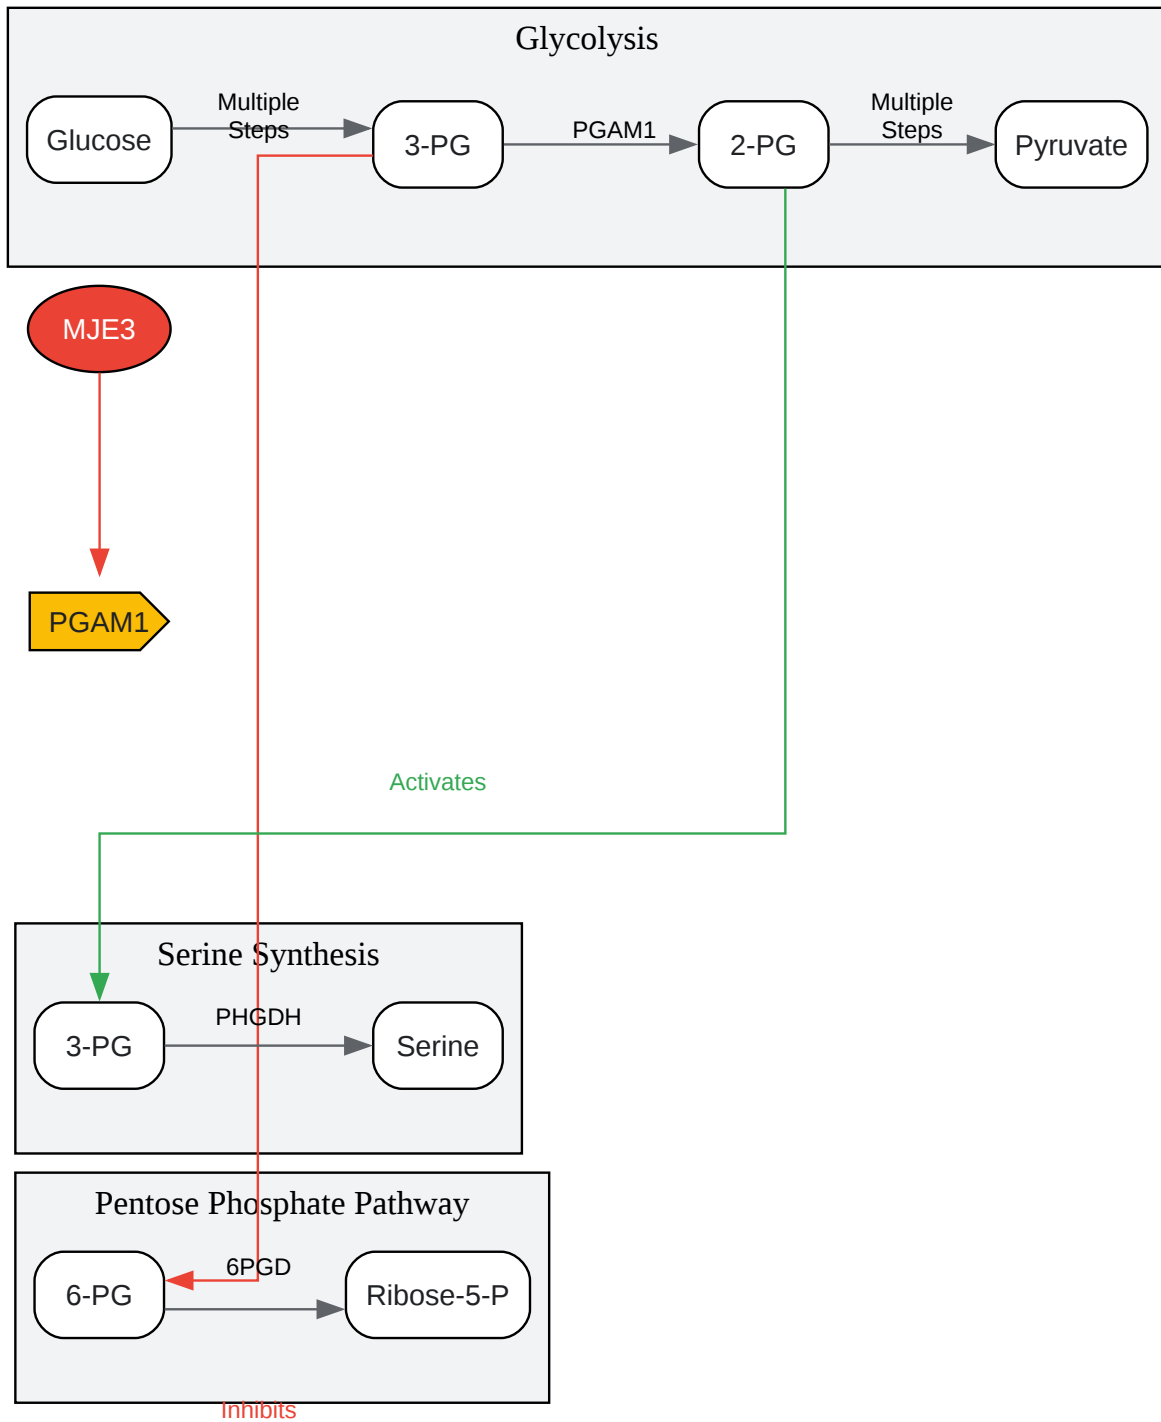 Glycolysis
Glucose
Multiple
Steps
3-PG
PGAM1
2-PG
Multiple
Steps
Pyruvate
MJE3
PGAM1
Activates
Serine Synthesis
3-PG
PHGDH
Serine
Pentose Phosphate Pathway
6-PG
6PGD
Ribose-5-P
Inhibits